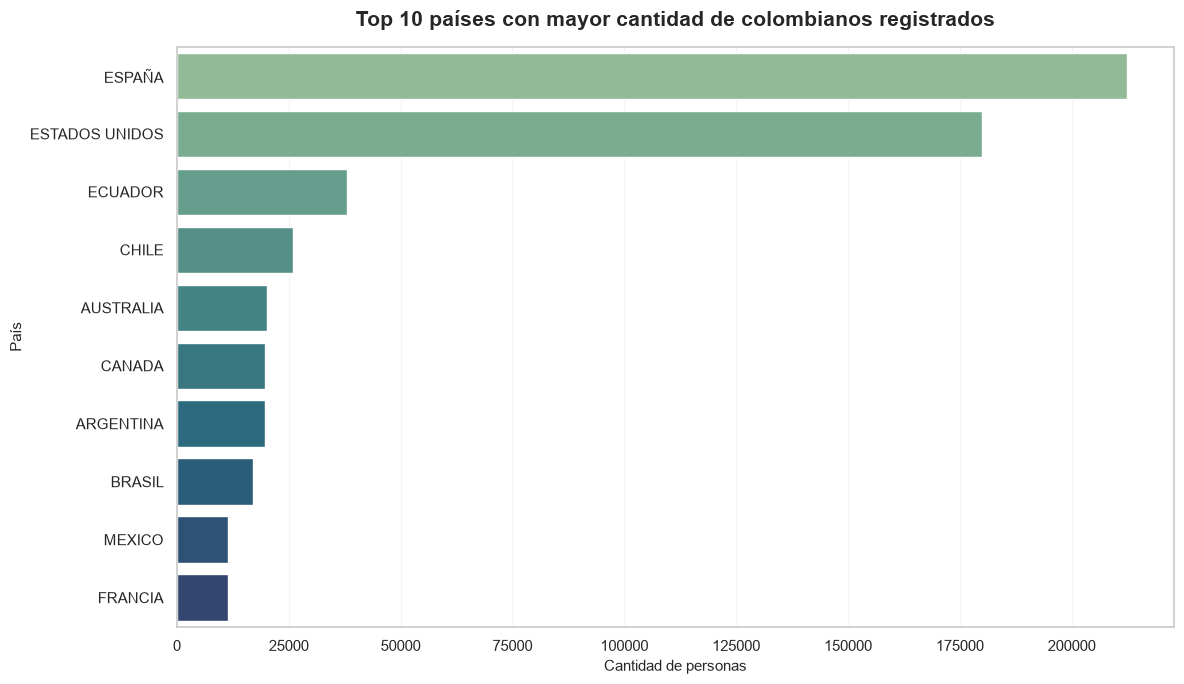 Top 10 países con mayor cantidad de colombianos registrados
País
ESPAÑA
ESTADOS UNIDOS
ECUADOR
CHILE
AUSTRALIA
CANADA
ARGENTINA
BRASIL
MEXICO
FRANCIA
0 25000 50000 75000 100000 125000 150000 175000 200000
Cantidad de personas